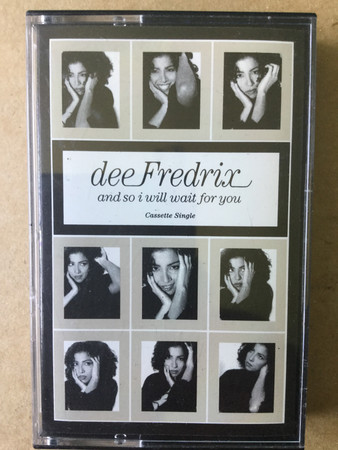 dee Fredrix
and so i will wait for you
Cassette Single